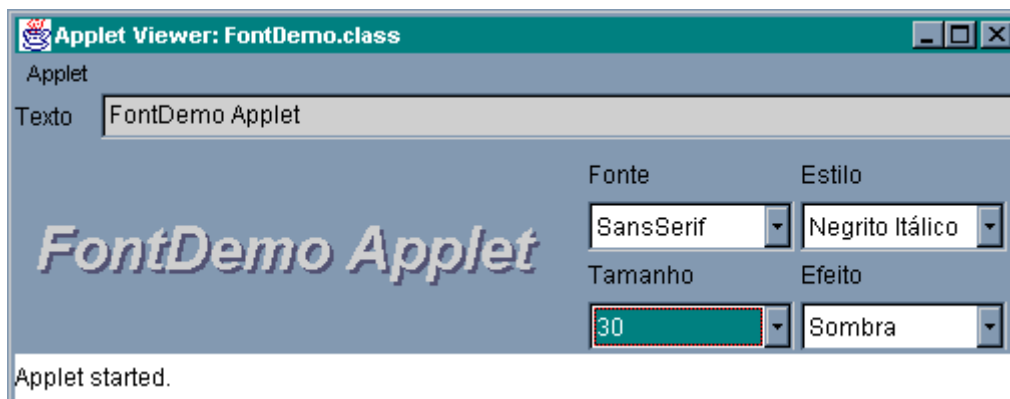 Applet Viewer: FontDemo.class
Applet
Texto FontDemo Applet
Fonte Estilo
SansSerif Negrito Itálico
FontDemo Applet
Tamanho Efeito
30 Sombra
Applet started.